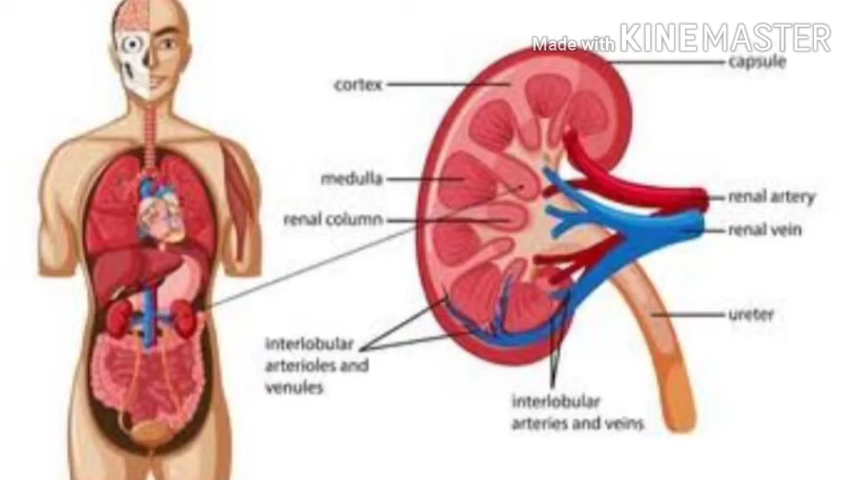 Made with KINEMASTER
capsule
cortex
medulla
renal column
renal artery
renal vein
ureter
interlobular
arterioles and
venules
interlobular
arteries and veins